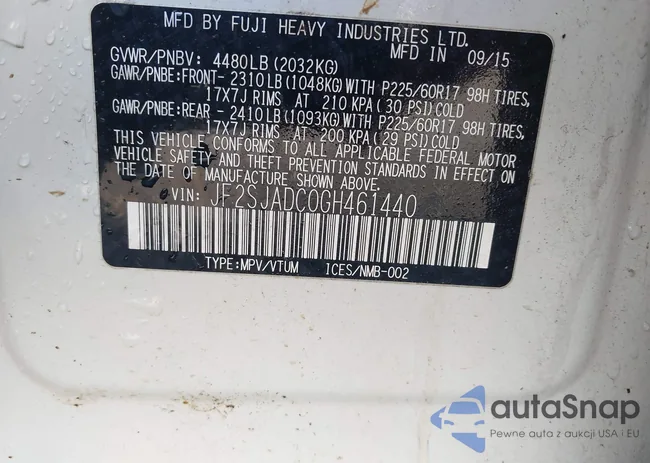 MFD BY FUJI HEAVY INDUSTRIES LTD.
MFD IN 09/15
GVWR/PNBV: 4480LB(2032KG)
GAWR/PNBE:FRONT- 2310LB(1048KG)WITH P225/60R17 98H TIRES,
17X7J RIMS AT 210 KPA(30 PSI)COLD
GAWR/PNBE:REAR - 2410LB(1093KG)WITH P225/60R17 98H TIRES,
17X7J RIMS AT 200 KPA(29 PSI)COLD
THIS VEHICLE CONFORMS TO ALL APPLICABLE FEDERAL MOTOR
VEHICLE SAFETY AND THEFT PREVENTION STANDARDS IN EFFECT ON
THE DATE OF MANUFACTURE SHOWN ABOVE.
VIN: JF2SJADC0GH461440
TYPE:MPV/VTUM ICES/NMB-002
autoSnap
Pewne auta z aukcji USA i EU